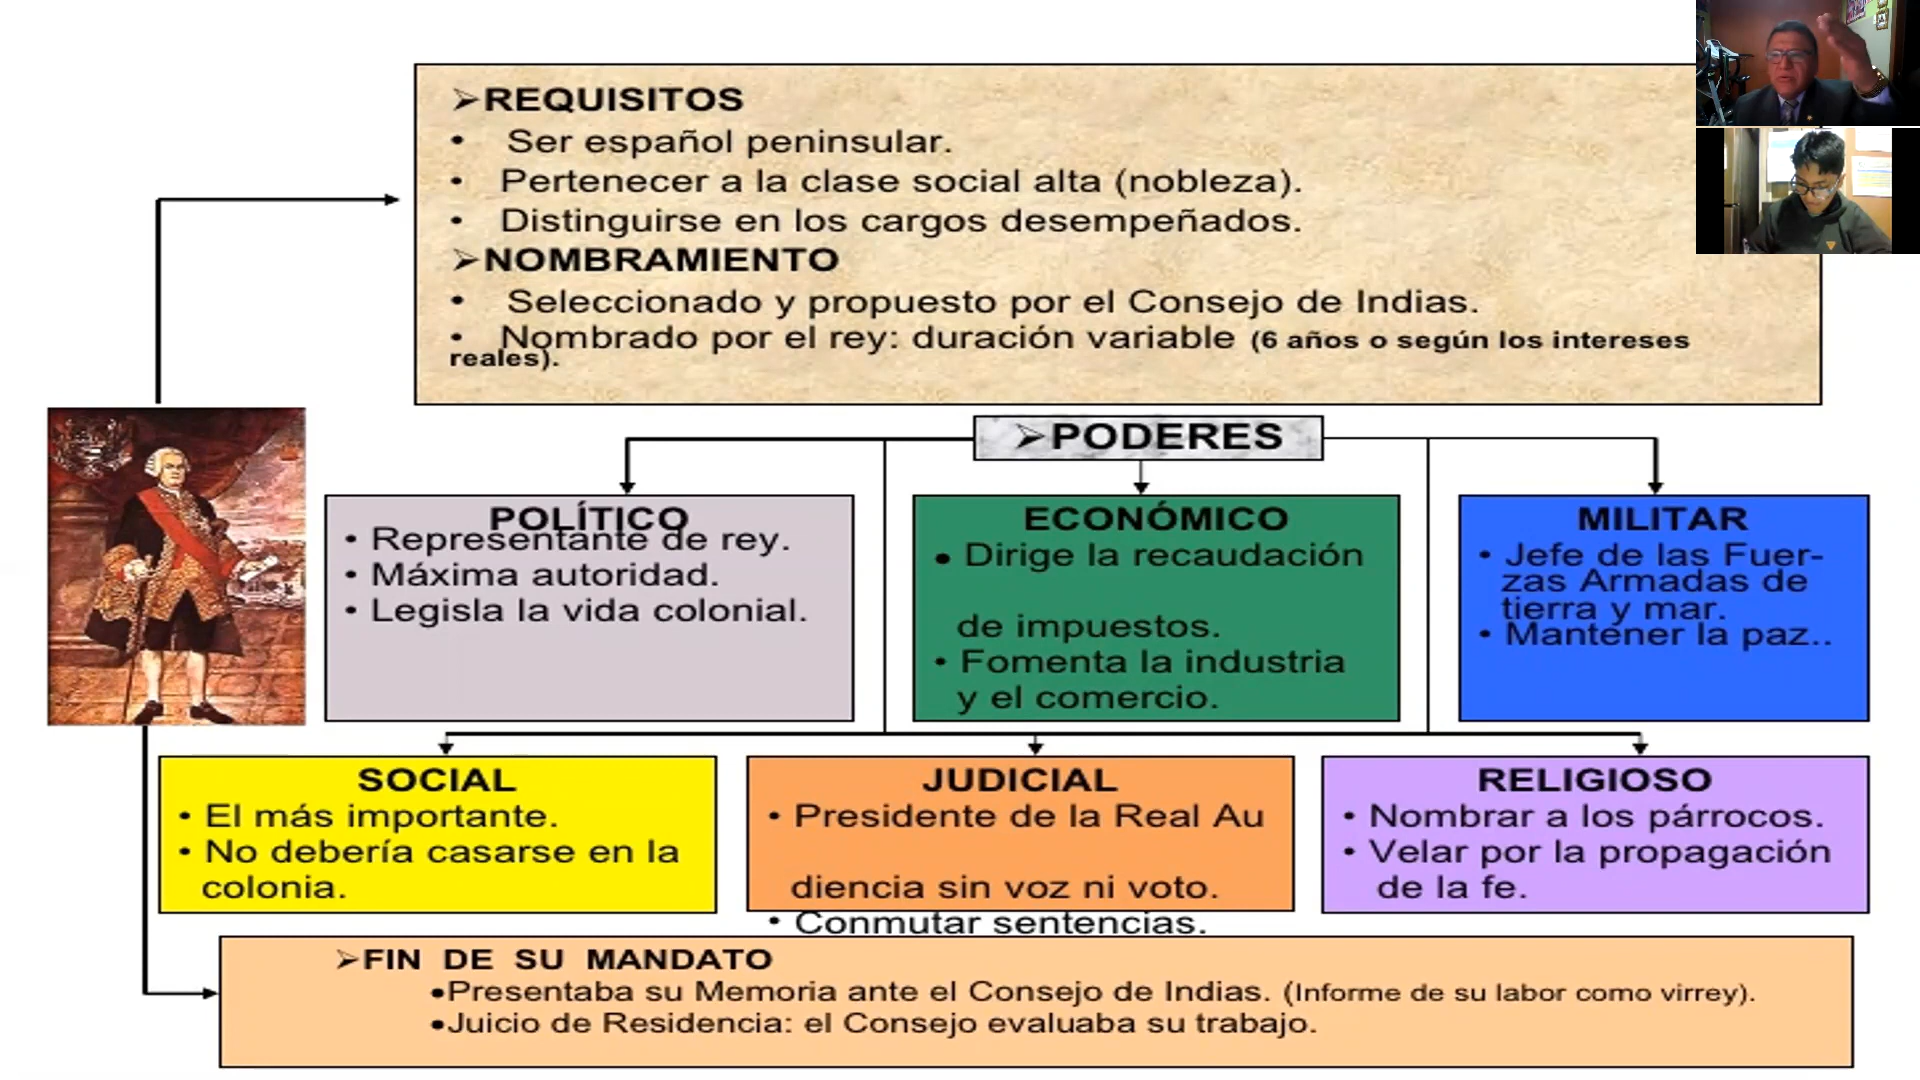 ➢REQUISITOS
• Ser español peninsular.
• Pertenecer a la clase social alta (nobleza).
• Distinguirse en los cargos desempeñados.
➢NOMBRAMIENTO
• Seleccionado y propuesto por el Consejo de Indias.
• Nombrado por el rey: duración variable (6 años o según los intereses
reales).
➢PODERES
POLÍTICO
• Representante de rey.
• Máxima autoridad.
• Legisla la vida colonial.
ECONÓMICO
• Dirige la recaudación
de impuestos.
• Fomenta la industria
y el comercio.
MILITAR
• Jefe de las Fuer-
zas Armadas de
tierra y mar.
• Mantener la paz..
SOCIAL
• El más importante.
• No debería casarse en la
colonia.
JUDICIAL
• Presidente de la Real Au
diencia sin voz ni voto.
• Conmutar sentencias.
RELIGIOSO
• Nombrar a los párrocos.
• Velar por la propagación
de la fe.
➢FIN DE SU MANDATO
•Presentaba su Memoria ante el Consejo de Indias. (Informe de su labor como virrey).
•Juicio de Residencia: el Consejo evaluaba su trabajo.